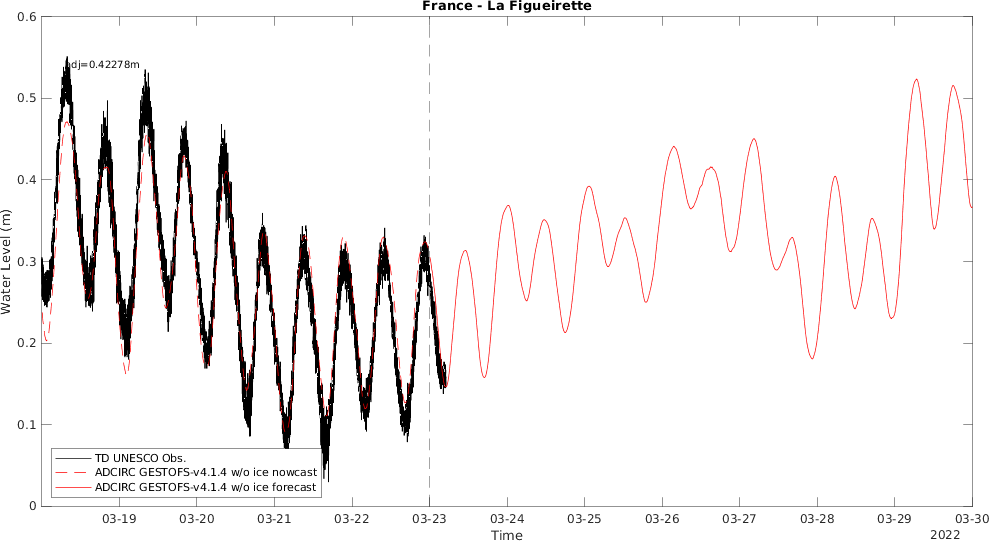 France - La Figueirette
0.6
0.5
0.4
0.3
0.2
0.1
0
Water Level (m)
adj=0.42278m
TD UNESCO Obs.
ADCIRC GESTOFS-v4.1.4 w/o ice nowcast
ADCIRC GESTOFS-v4.1.4 w/o ice forecast
03-19 03-20 03-21 03-22 03-23 03-24 03-25 03-26 03-27 03-28 03-29 03-30
Time
2022